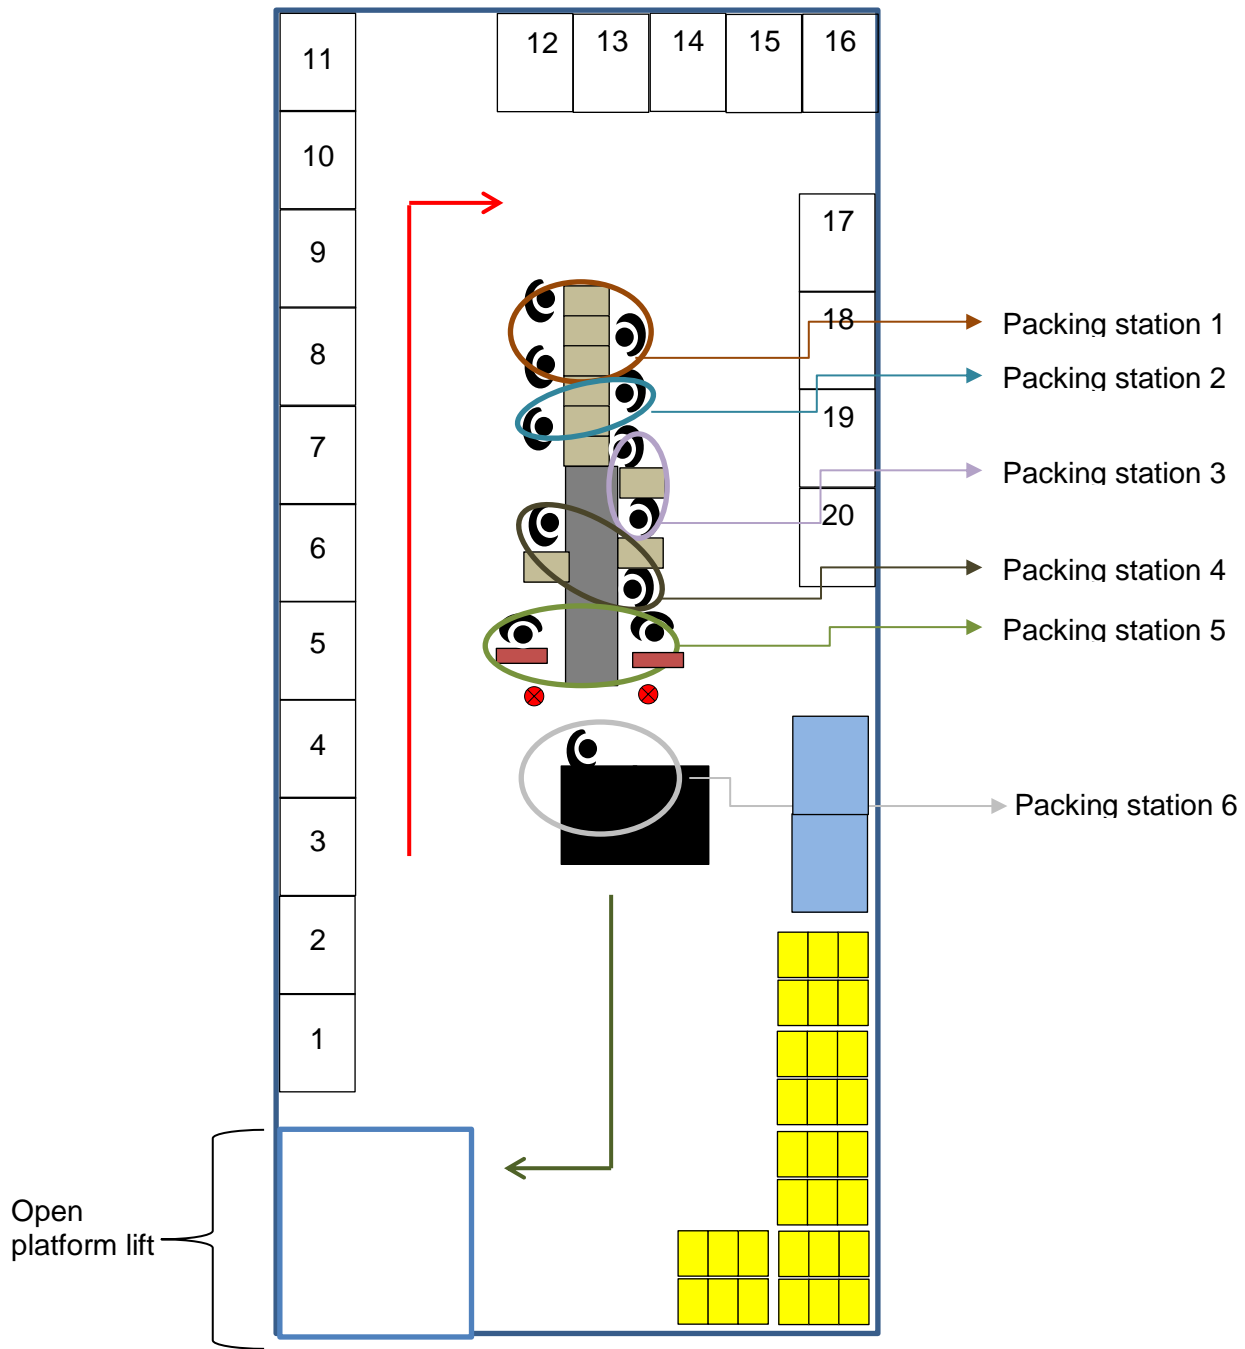 11
12
13
14
15
16
10
9
17
8
18
Packing station 1
Packing station 2
7
19
Packing station 3
6
20
Packing station 4
5
Packing station 5
4
3
Packing station 6
2
1
Open
platform lift